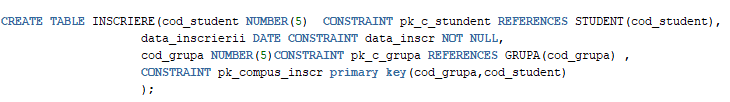 CREATE TABLE INSCRIERE(cod_student NUMBER(5)  CONSTRAINT pk_c_stundent REFERENCES STUDENT(cod_student),
data_inscrierii DATE CONSTRAINT data_inscr NOT NULL,
cod_grupa NUMBER(5)CONSTRAINT pk_c_grupa REFERENCES GRUPA(cod_grupa) ,
CONSTRAINT pk_compus_inscr primary key(cod_grupa,cod_student)
);